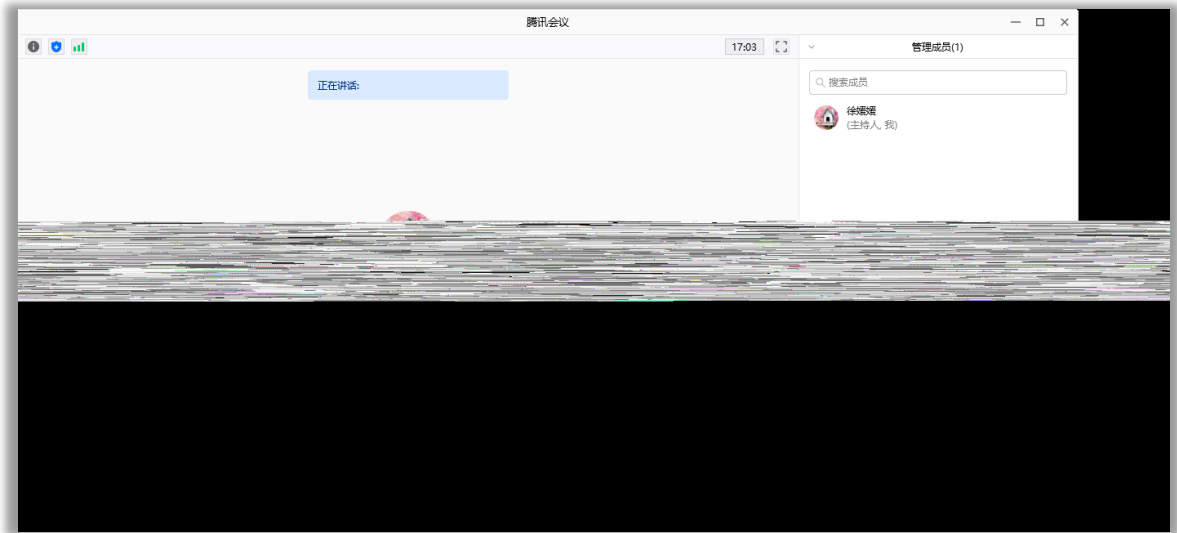 腾讯会议
17:03
管理成员(1)
正在讲话:
搜索成员
徐媛媛
(主持人, 我)